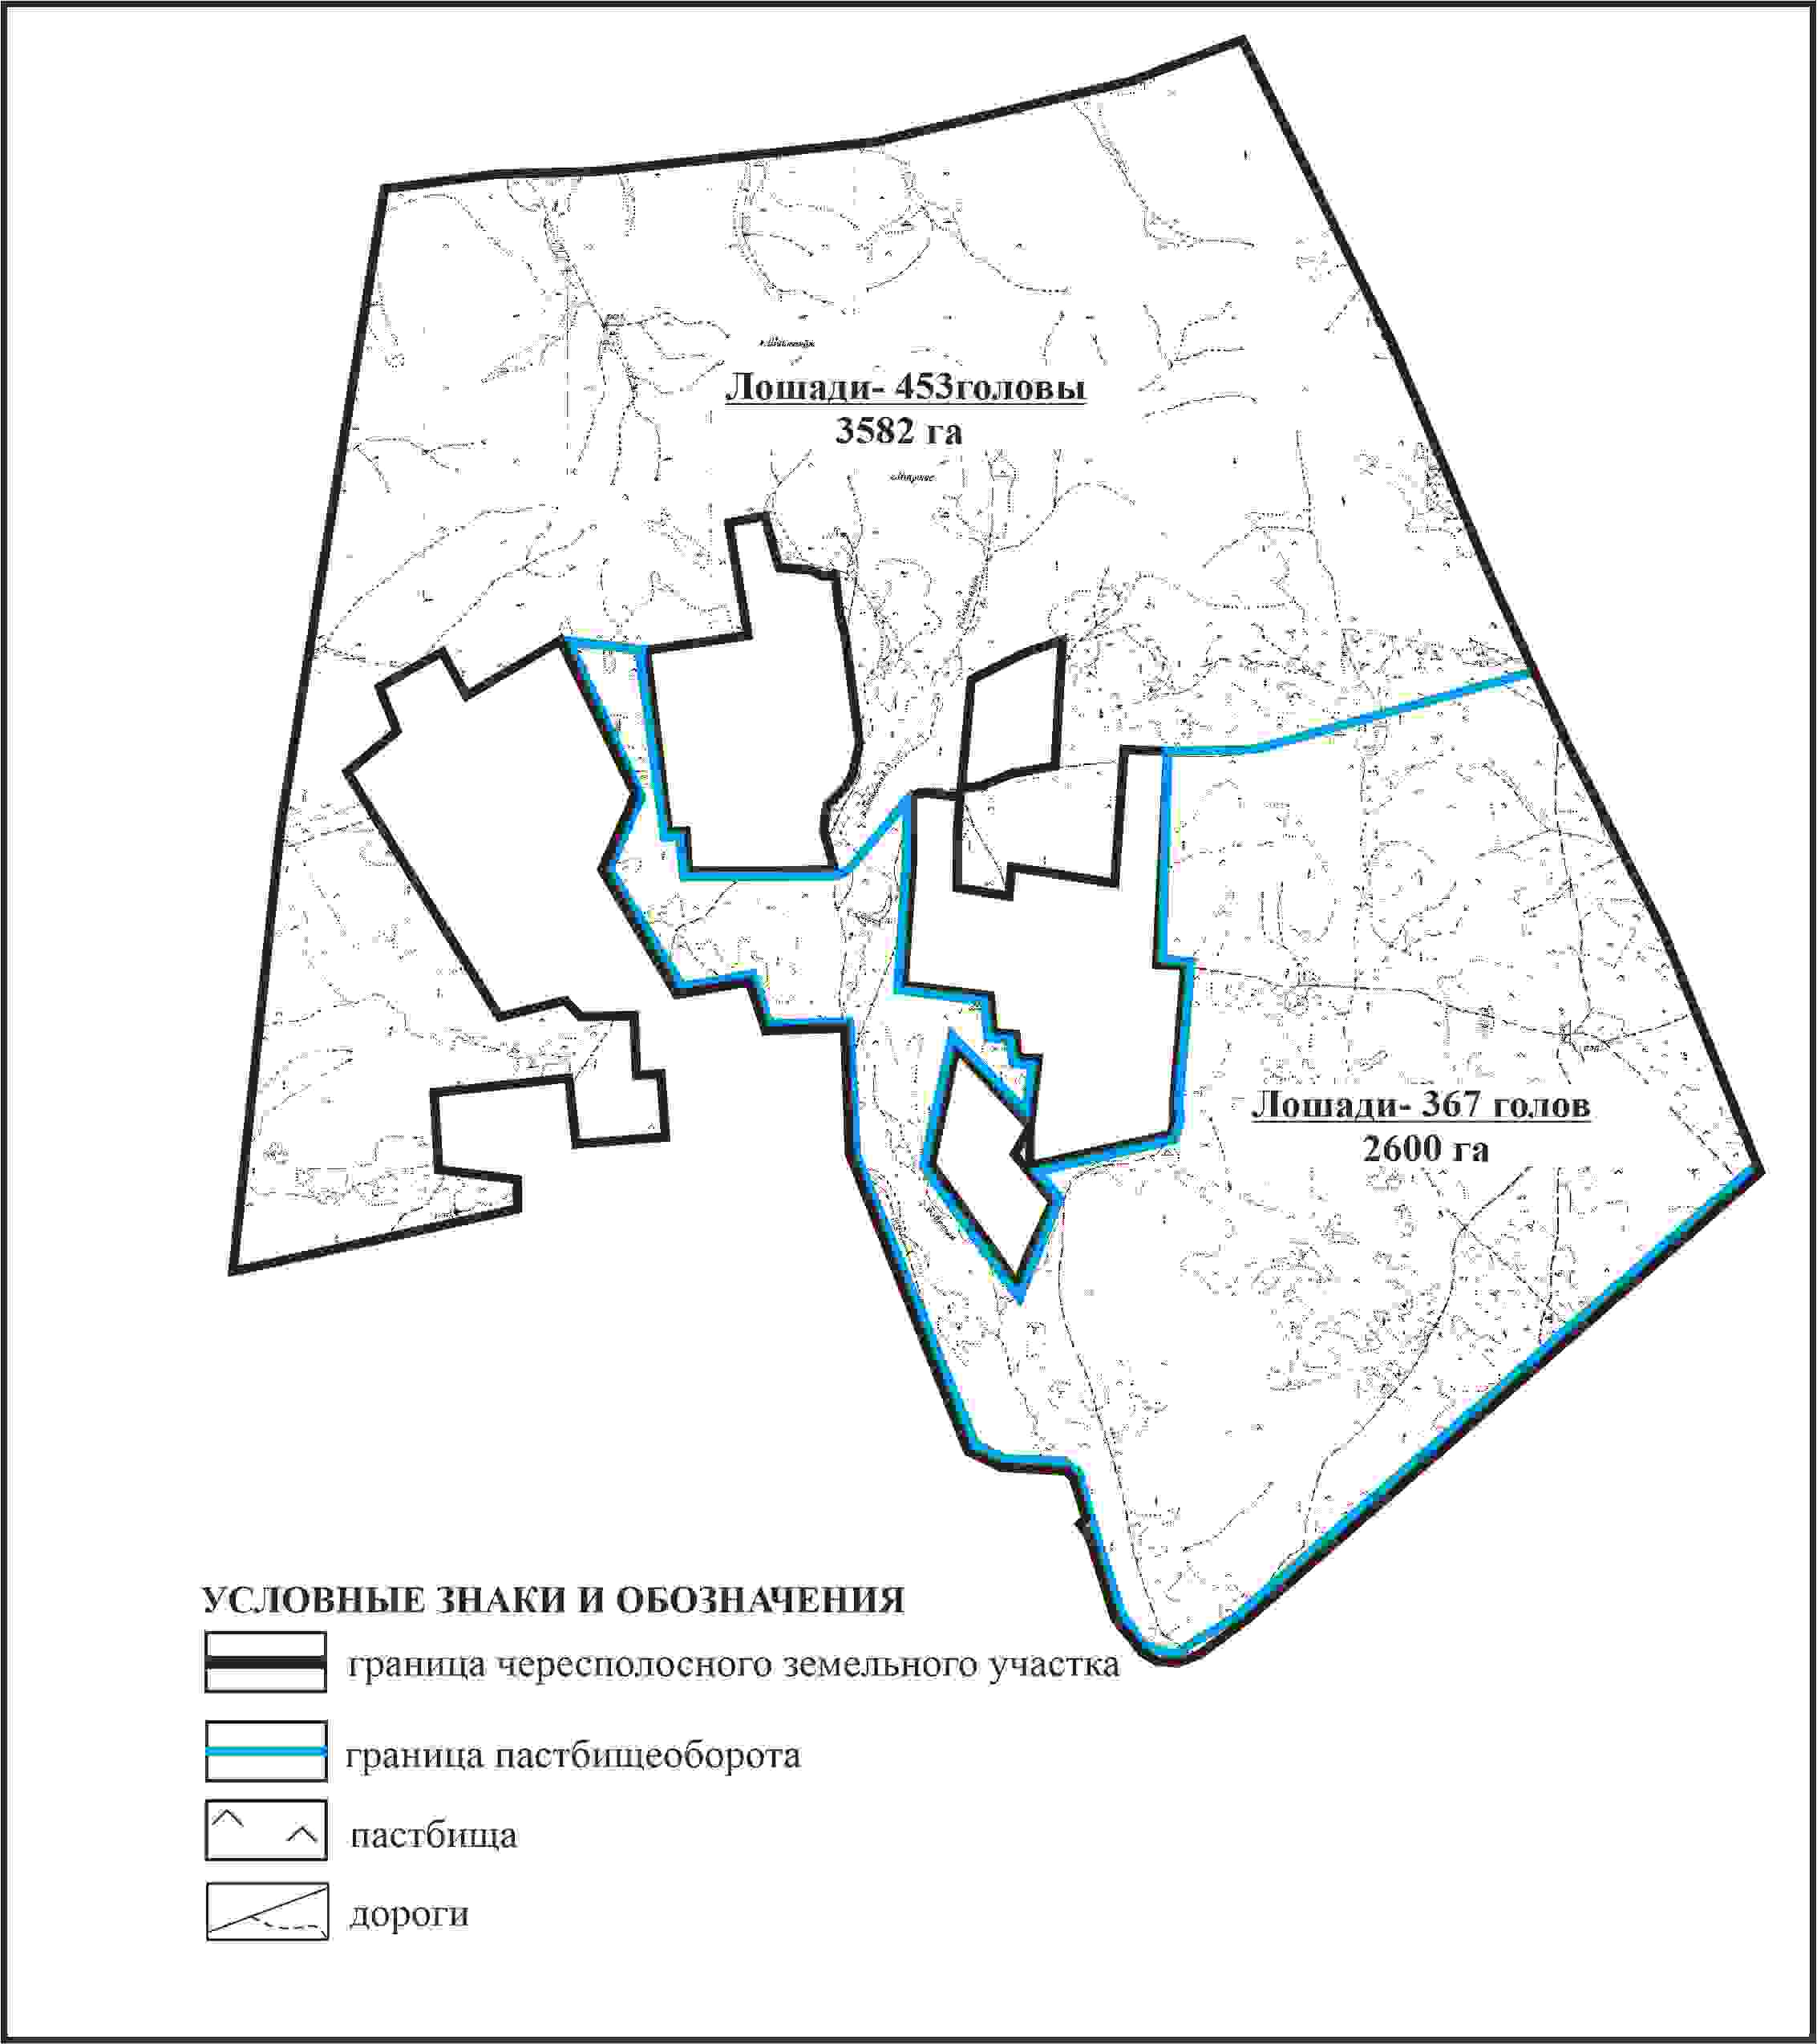 Лошади- 453головы
3582 га
Лошади- 367 голов
2600 га
УСЛОВНЫЕ ЗНАКИ И ОБОЗНАЧЕНИЯ
граница чересполосного земельного участка
граница пастбищеоборота
пастбища
дороги